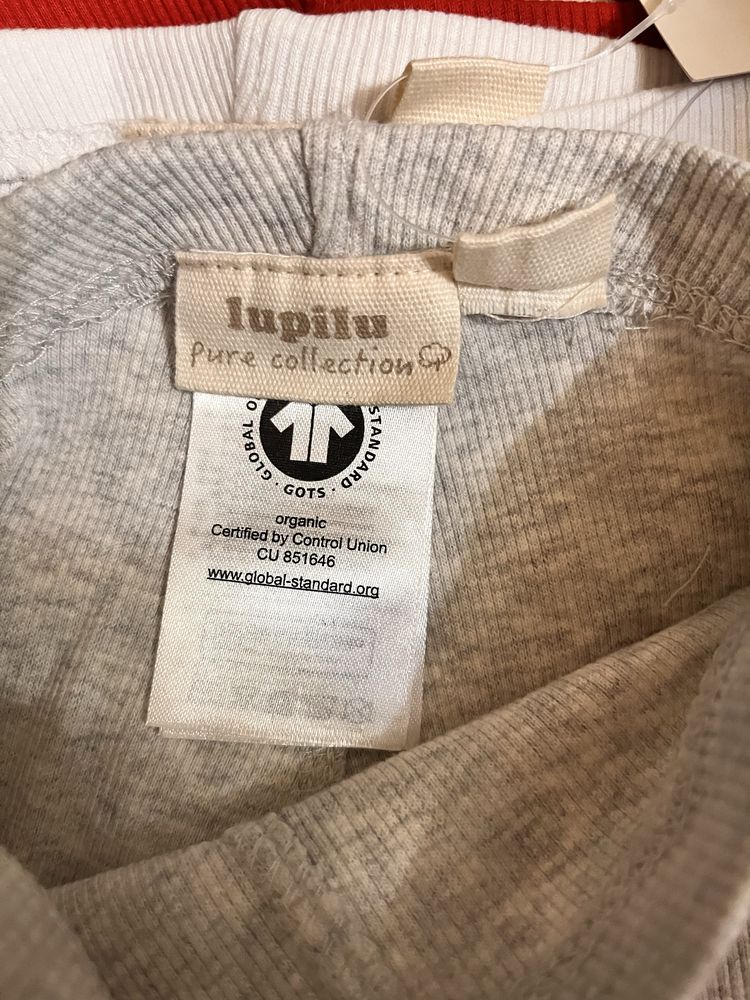 lupilu
pure collection
GLOBAL O STANDARD · GOTS ·
organic
Certified by Control Union
CU 851646
www.global-standard.org